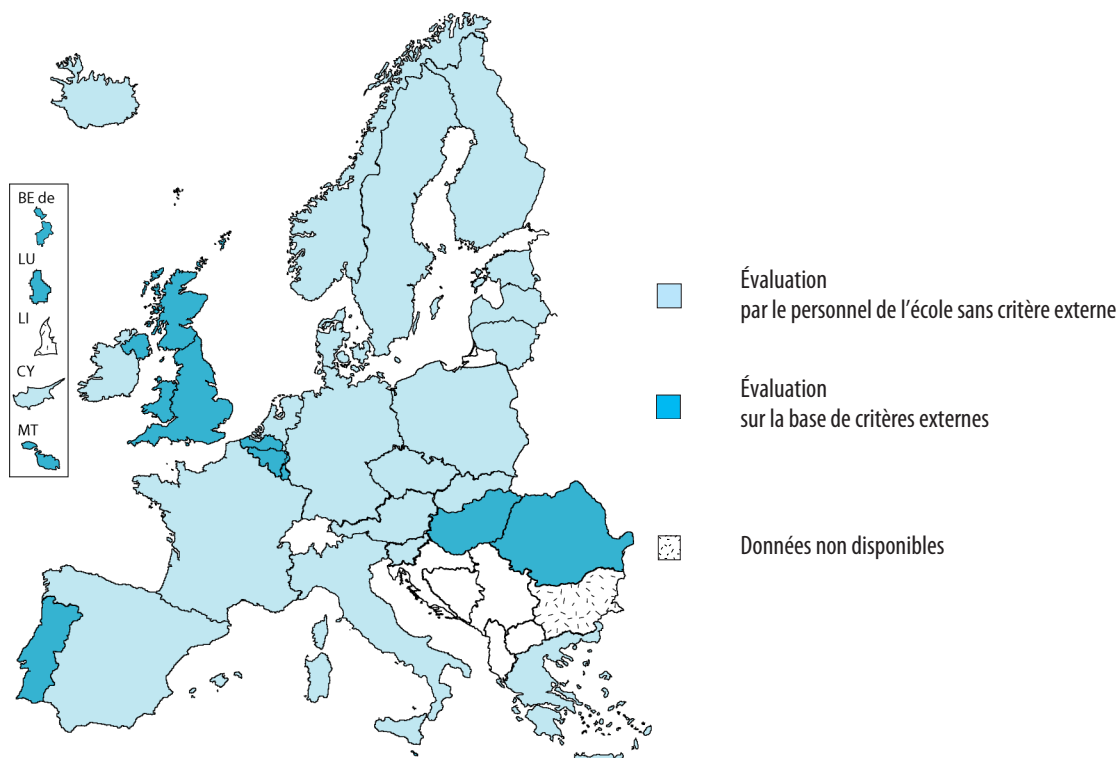 BE de
LU
LI
CY
MT
Évaluation
par le personnel de l’école sans critère externe
Évaluation
sur la base de critères externes
Données non disponibles